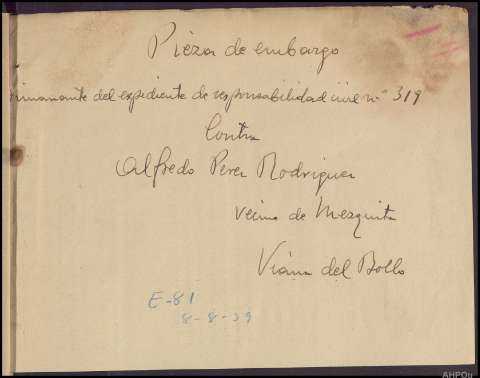 Pieza de embargo
dimanante del expediente de responsabilidad civil nº 319
Contra
Alfredo Perez Rodriguez
vecino de Mezquita
Viana del Bollo
E-81
8-8-39
AHPOu